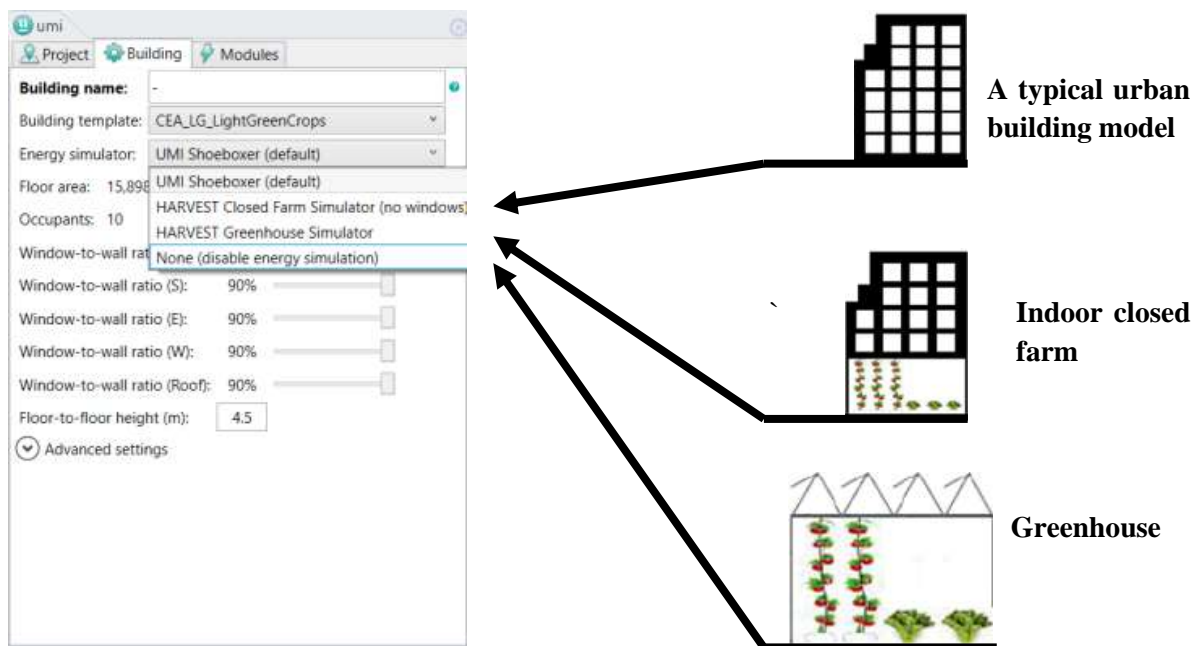 umi
Project Building Modules
Building name: -
Building template: CEA_LG_LightGreenCrops
Energy simulator: UMI Shoeboxer (default)
Floor area: 15,898
UMI Shoeboxer (default)
HARVEST Closed Farm Simulator (no windows)
Occupants: 10
HARVEST Greenhouse Simulator
Window-to-wall rat
None (disable energy simulation)
Window-to-wall ratio (S): 90%
Window-to-wall ratio (E): 90%
Window-to-wall ratio (W): 90%
Window-to-wall ratio (Roof): 90%
Floor-to-floor height (m): 4.5
Advanced settings
A typical urban
building model
`
Indoor closed
farm
Greenhouse